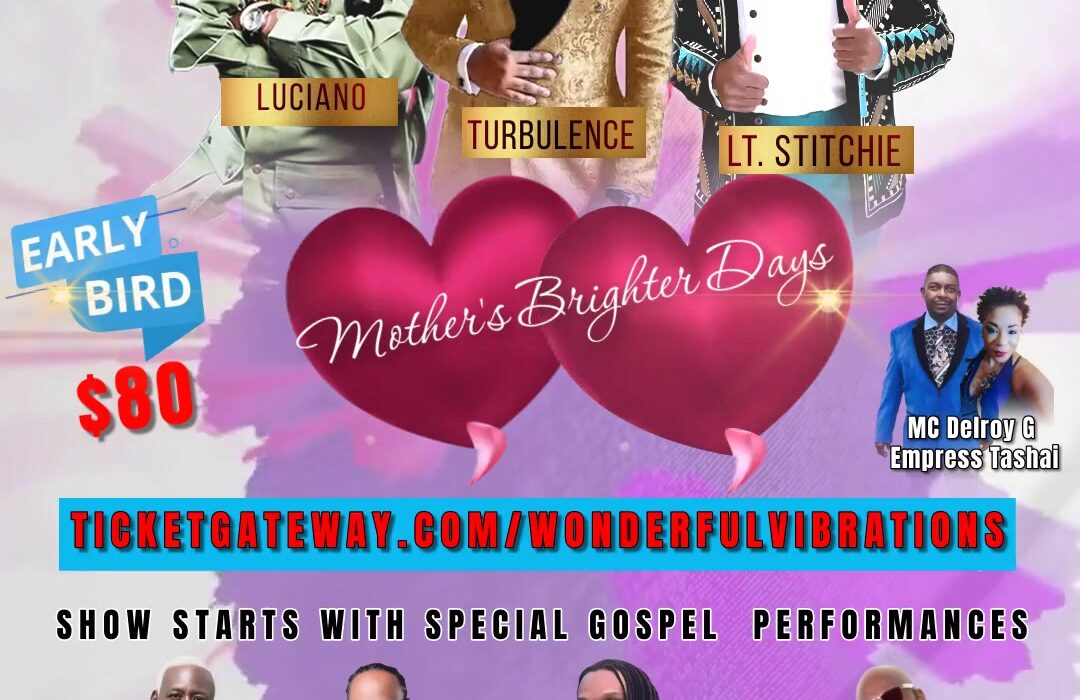 LUCIANO
TURBULENCE
LT. STITCHIE
EARLY
BIRD
$80
Mother's Brighter Days
MC Delroy G
Empress Tashai
TICKETGATEWAY.COM/WONDERFULVIBRATIONS
SHOW STARTS WITH SPECIAL GOSPEL PERFORMANCES